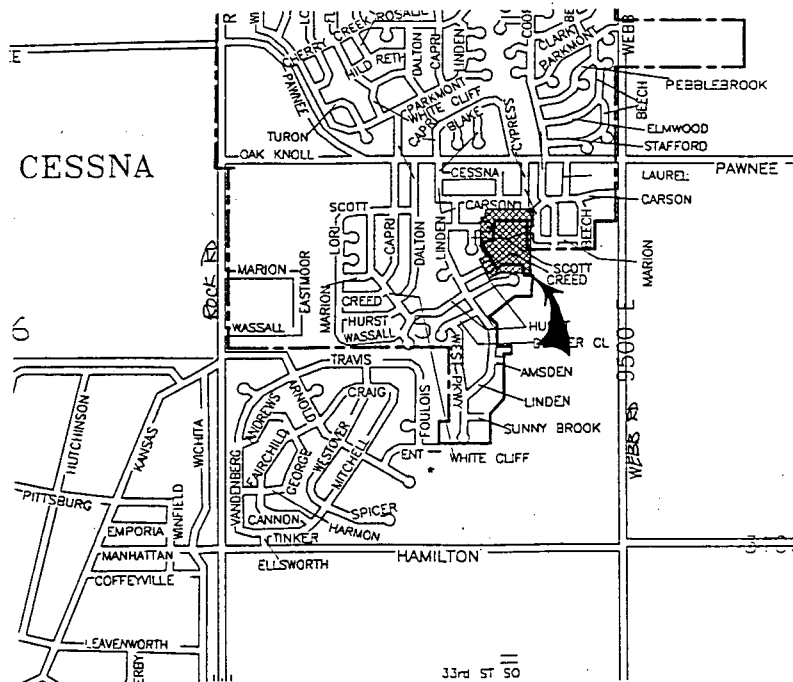 CHERRY CREEK
ROSALIE
HILD RETH
DALTON
CAPRI
LINDEN
CLARK
PARKMONT
WEBB
PEBBLEBROOK
BEECH
PAWNEE
PARKMONT
WHITE CLIFF
TURON
CAPRI
BLAKE
CYPRESS
ELMWOOD
STAFFORD
OAK KNOLL
CESSNA
CESSNA
LAUREL
PAWNEE
CARSON
CARSON
SCOTT
LORI
CAPRI
DALTON
LINDEN
BEECH
MARION
ROCK RD
MARION
EASTMOOR
MARION
SCOTT
CREED
CREED
9500 E
WASSALL
HURST
WASSALL
TRAVIS
WEST PKWY
CL
AMSDEN
HUTCHINSON
KANSAS
WICHITA
ANDREWS
ARNOLD
CRAIG
FOULOIS
LINDEN
SUNNY BROOK
WEBB RD
VANDENBERG
FAIRCHILD
GEORGE
WESTOVER
MITCHELL
ENT
WHITE CLIFF
PITTSBURG
EMPORIA
WINFIELD
CANNON
HARMON
SPICER
MANHATTAN
TINKER
HAMILTON
COFFEYVILLE
ELLSWORTH
LEAVENWORTH
33rd ST SO